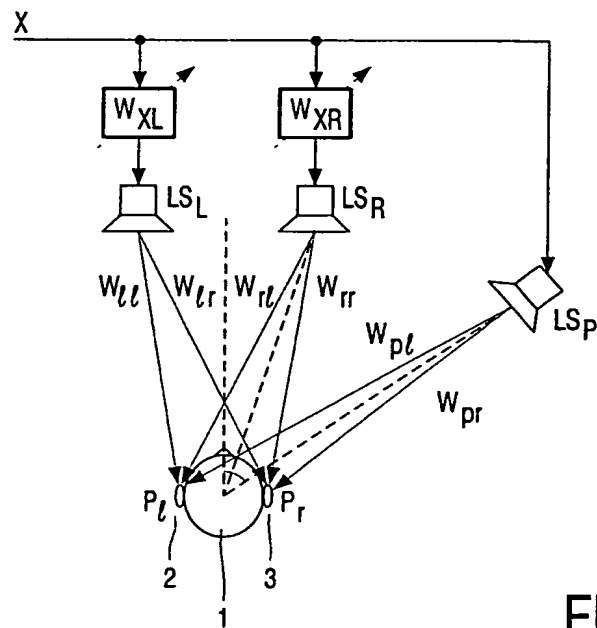 X
W_XL
W_XR
LS_L
LS_R
W_ℓℓ
W_ℓr
W_rℓ
W_rr
LS_P
W_pℓ
W_pr
P_ℓ
P_r
2
3
1